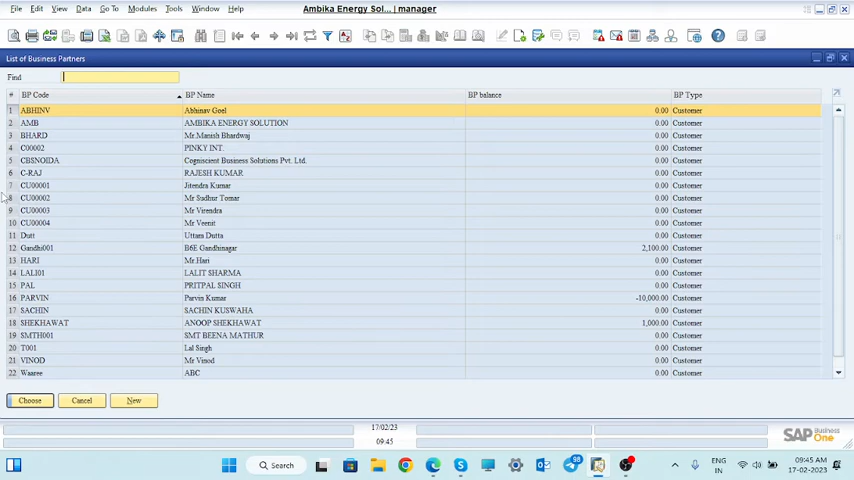 File Edit View Data Go To Modules Tools Window Help Ambika Energy Sol... | manager
List of Business Partners
Find
# BP Code BP Name BP balance BP Type
1 ABHINV Abhinav Goel 0.00 Customer
2 AMB AMBIKA ENERGY SOLUTION 0.00 Customer
3 BHARD Mr.Manish Bhardwaj 0.00 Customer
4 C00002 PINKY INT. 0.00 Customer
5 CBSNOIDA Cogniscient Business Solutions Pvt. Ltd. 0.00 Customer
6 C-RAJ RAJESH KUMAR 0.00 Customer
7 CU00001 Jitendra Kumar 0.00 Customer
8 CU00002 Mr Sudhur Tomar 0.00 Customer
9 CU00003 Mr Virendra 0.00 Customer
10 CU00004 Mr Veenit 0.00 Customer
11 Dutt Uttam Dutta 0.00 Customer
12 Gandhi001 B6E Gandhinagar 2,100.00 Customer
13 HARI Mr.Hari 0.00 Customer
14 LALI01 LALIT SHARMA 0.00 Customer
15 PAL PRITPAL SINGH 0.00 Customer
16 PARVIN Parvin Kumar -10,000.00 Customer
17 SACHIN SACHIN KUSWAHA 0.00 Customer
18 SHEKHAWAT ANOOP SHEKHAWAT 1,000.00 Customer
19 SMTH001 SMT BEENA MATHUR 0.00 Customer
20 T001 Lal Singh 0.00 Customer
21 VINOD Mr Vinod 0.00 Customer
22 Waaree ABC 0.00 Customer
Choose Cancel New
17/02/23
09:45
SAP Business One
Search 98 ENG IN 09:45 AM 17-02-2023